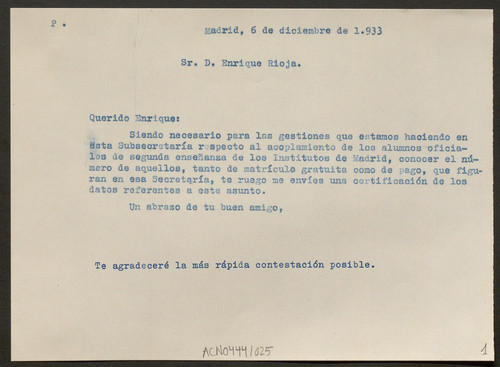 P.
Madrid, 6 de diciembre de 1.933
Sr. D. Enrique Rioja.
Querido Enrique:
Siendo necesario para las gestiones que estamos haciendo en
esta Subsecretaría respecto al acoplamiento de los alumnos oficia-
les de segunda enseñanza de los Institutos de Madrid, conocer el nú-
mero de aquellos, tanto de matrículo gratuita como de pago, que figu-
ran en esa Secretaría, te ruego me envíes una certificación de los
datos referentes a este asunto.
Un abrazo de tu buen amigo,
Te agradeceré la más rápida contestación posible.
ACN0444/025
1